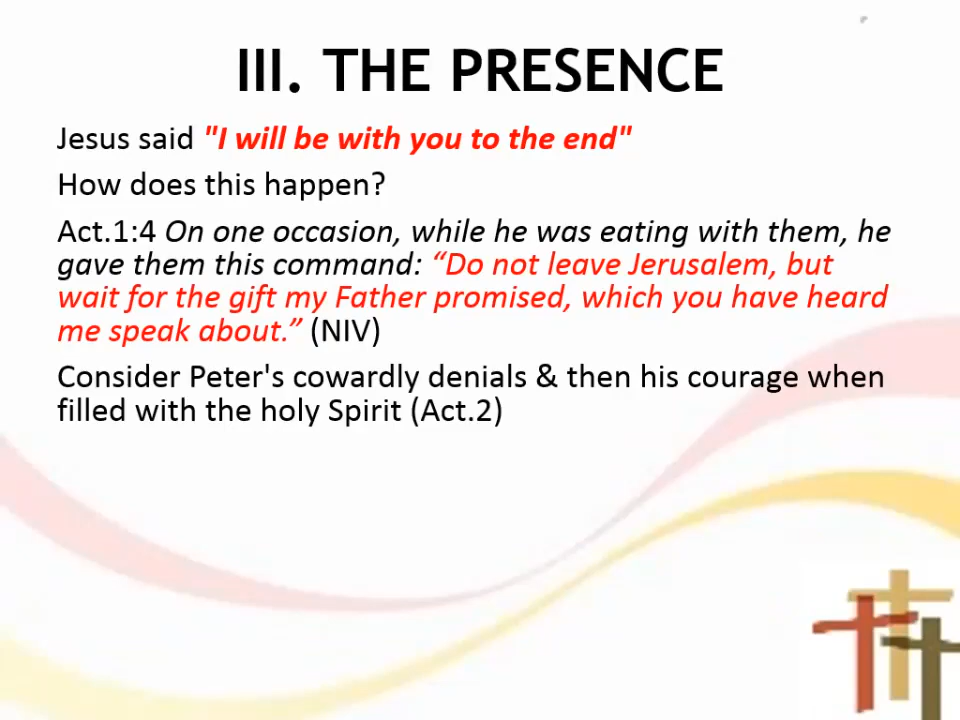 III. THE PRESENCE
Jesus said "I will be with you to the end"
How does this happen?
Act.1:4 On one occasion, while he was eating with them, he
gave them this command: “Do not leave Jerusalem, but
wait for the gift my Father promised, which you have heard
me speak about.” (NIV)
Consider Peter's cowardly denials & then his courage when
filled with the holy Spirit (Act.2)